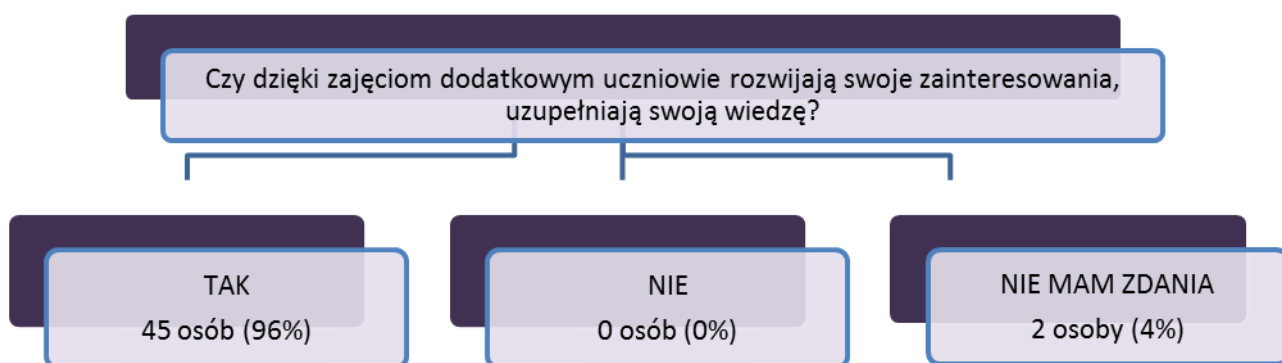 Czy dzięki zajęciom dodatkowym uczniowie rozwijają swoje zainteresowania,
uzupełniają swoją wiedzę?
TAK
45 osób (96%)
NIE
0 osób (0%)
NIE MAM ZDANIA
2 osoby (4%)